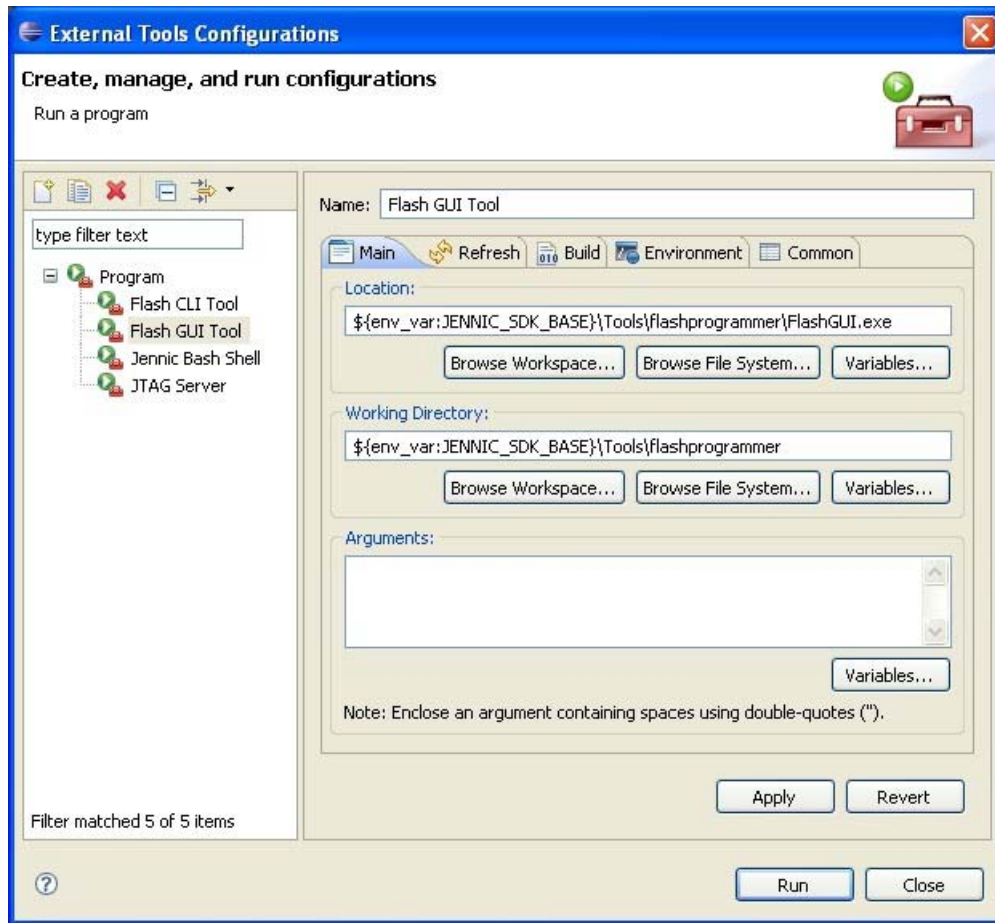 External Tools Configurations
Create, manage, and run configurations
Run a program
type filter text
Program
Flash CLI Tool
Flash GUI Tool
Jennic Bash Shell
JTAG Server
Filter matched 5 of 5 items
Name: Flash GUI Tool
Main Refresh Build Environment Common
Location:
${env_var:JENNIC_SDK_BASE}\Tools\flashprogrammer\FlashGUI.exe
Browse Workspace... Browse File System... Variables...
Working Directory:
${env_var:JENNIC_SDK_BASE}\Tools\flashprogrammer
Browse Workspace... Browse File System... Variables...
Arguments:
Variables...
Note: Enclose an argument containing spaces using double-quotes (").
Apply Revert
Run Close